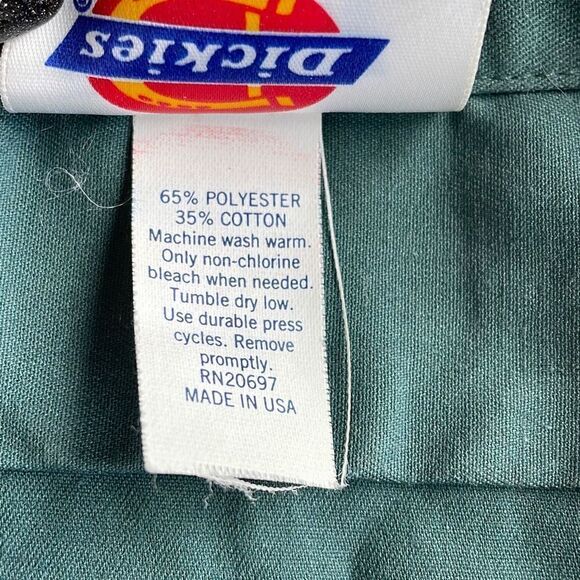 Dickies
®
65% POLYESTER
35% COTTON
Machine wash warm.
Only non-chlorine
bleach when needed.
Tumble dry low.
Use durable press
cycles. Remove
promptly.
RN20697
MADE IN USA